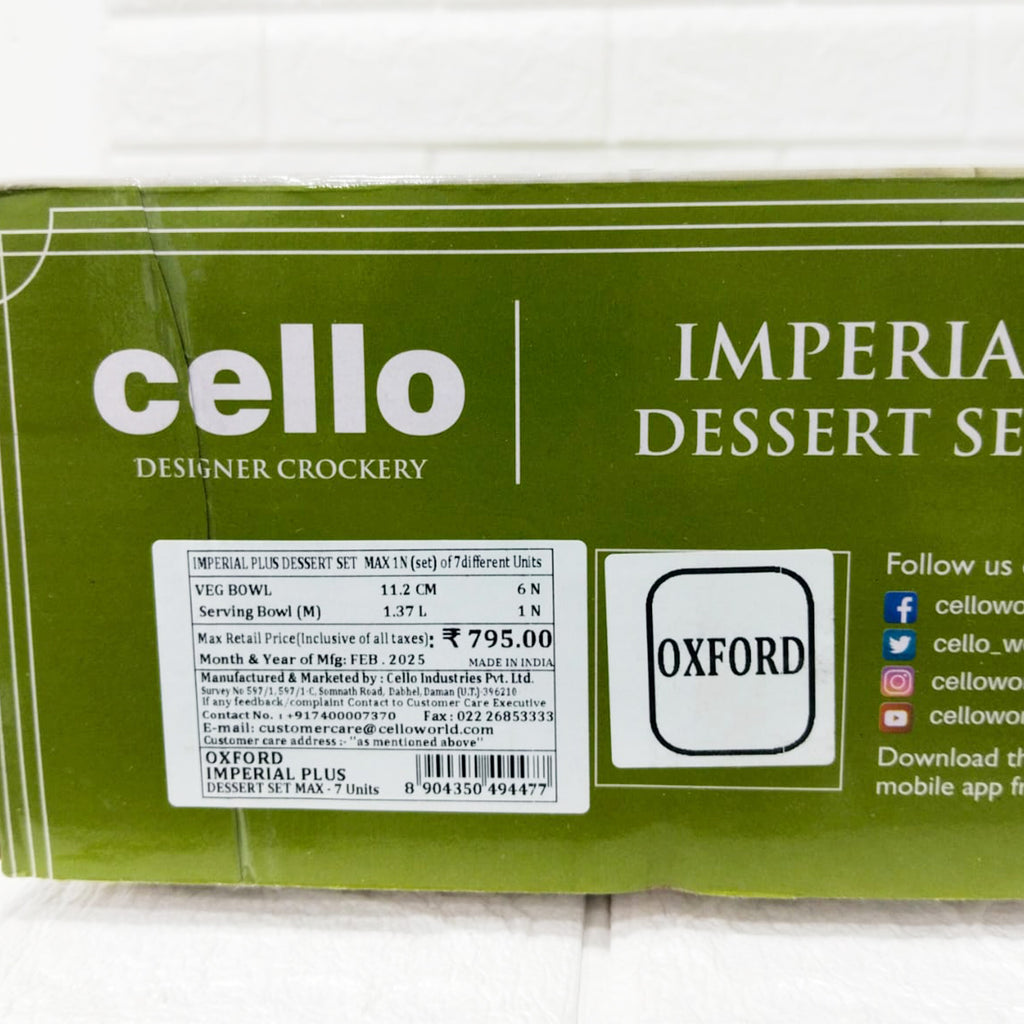 cello
DESIGNER CROCKERY
IMPERIA
DESSERT SE
IMPERIAL PLUS DESSERT SET MAX 1N (set) of 7different Units
VEG BOWL 11.2 CM 6 N
Serving Bowl (M) 1.37 L 1 N
Max Retail Price(Inclusive of all taxes): ₹ 795.00
Month & Year of Mfg: FEB . 2025 MADE IN INDIA
Manufactured & Marketed by : Cello Industries Pvt. Ltd.
Survey No 597/1, 597/1-C, Somnath Road, Dabhel, Daman (U.T.)-396210
If any feedback/complaint Contact to Customer Care Executive
Contact No. : +917400007370 Fax : 022 26853333
E-mail: customercare@celloworld.com
Customer care address :- "as mentioned above"
OXFORD
IMPERIAL PLUS
DESSERT SET MAX - 7 Units
8 904350 494477
OXFORD
Follow us
cellowo
cello_w
cellowo
cellowor
Download th
mobile app fr